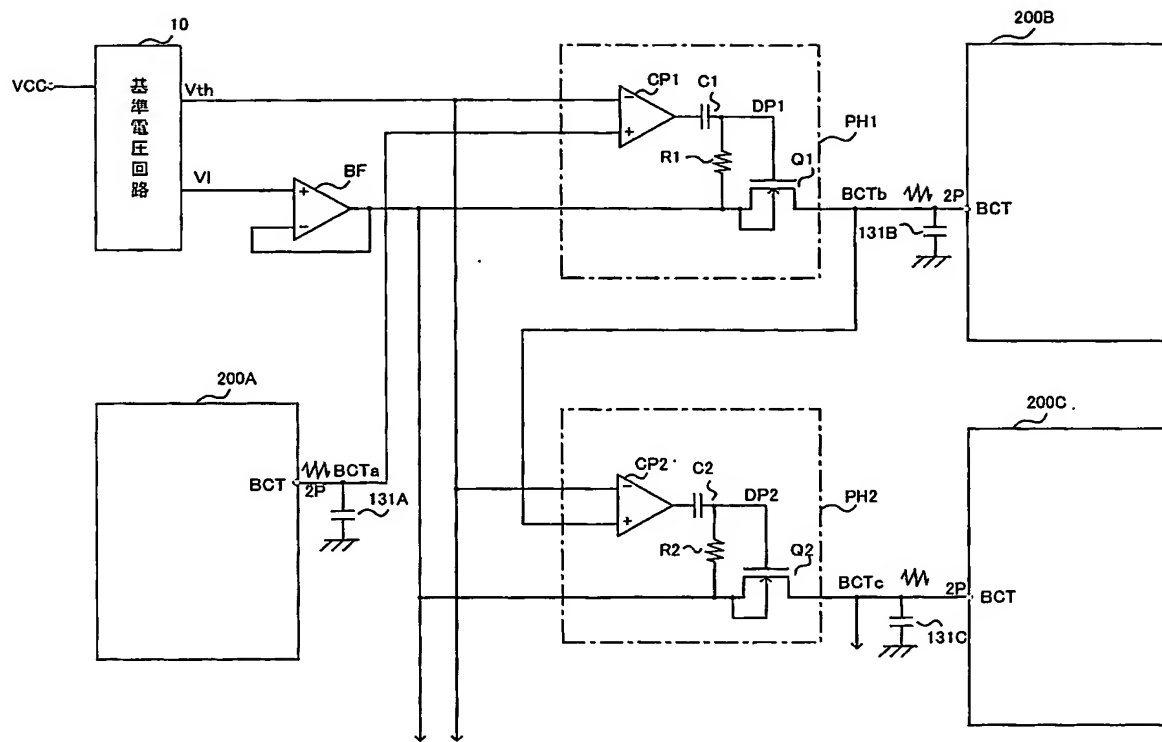 10
200B
VCC
基準電圧回路
Vth
CP1
C1
DP1
PH1
R1
Q1
Vl
BF
BCTb
2P
BCT
131B
200A
200C
BCT
BCTa
2P
131A
CP2
C2
DP2
PH2
R2
Q2
BCTc
2P
BCT
131C